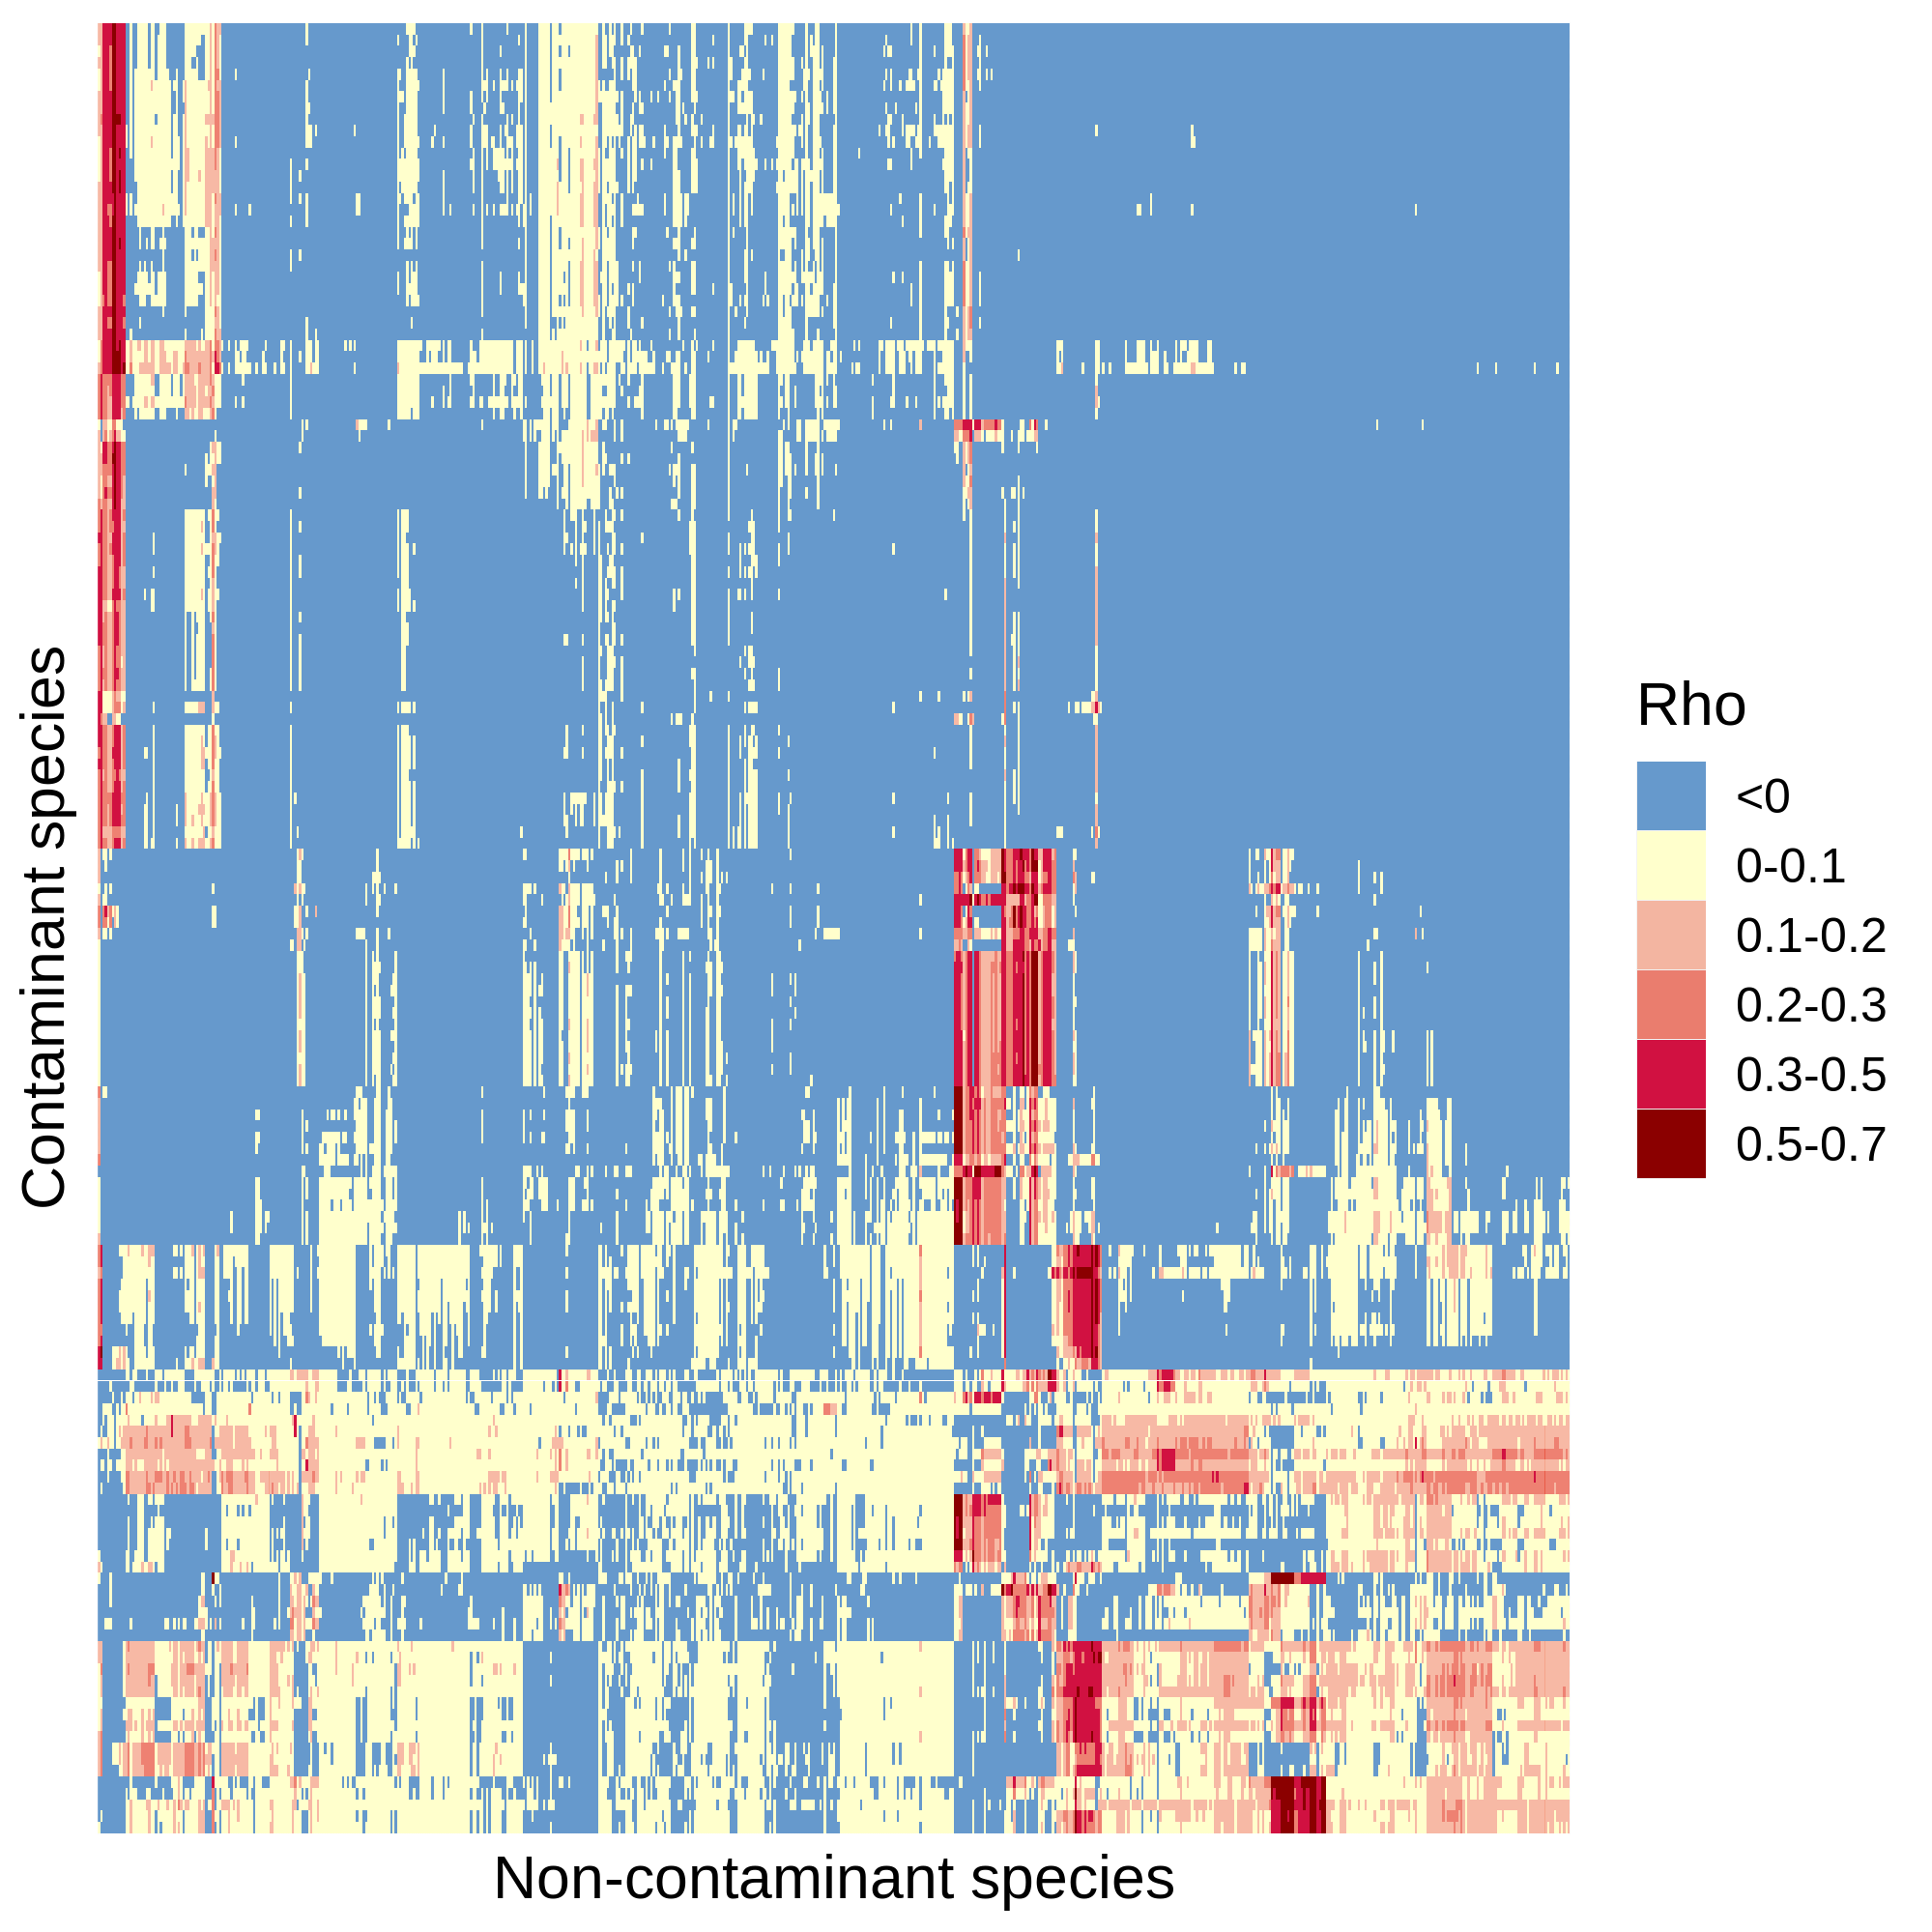 Contaminant species
Non-contaminant species
Rho
<0
0-0.1
0.1-0.2
0.2-0.3
0.3-0.5
0.5-0.7